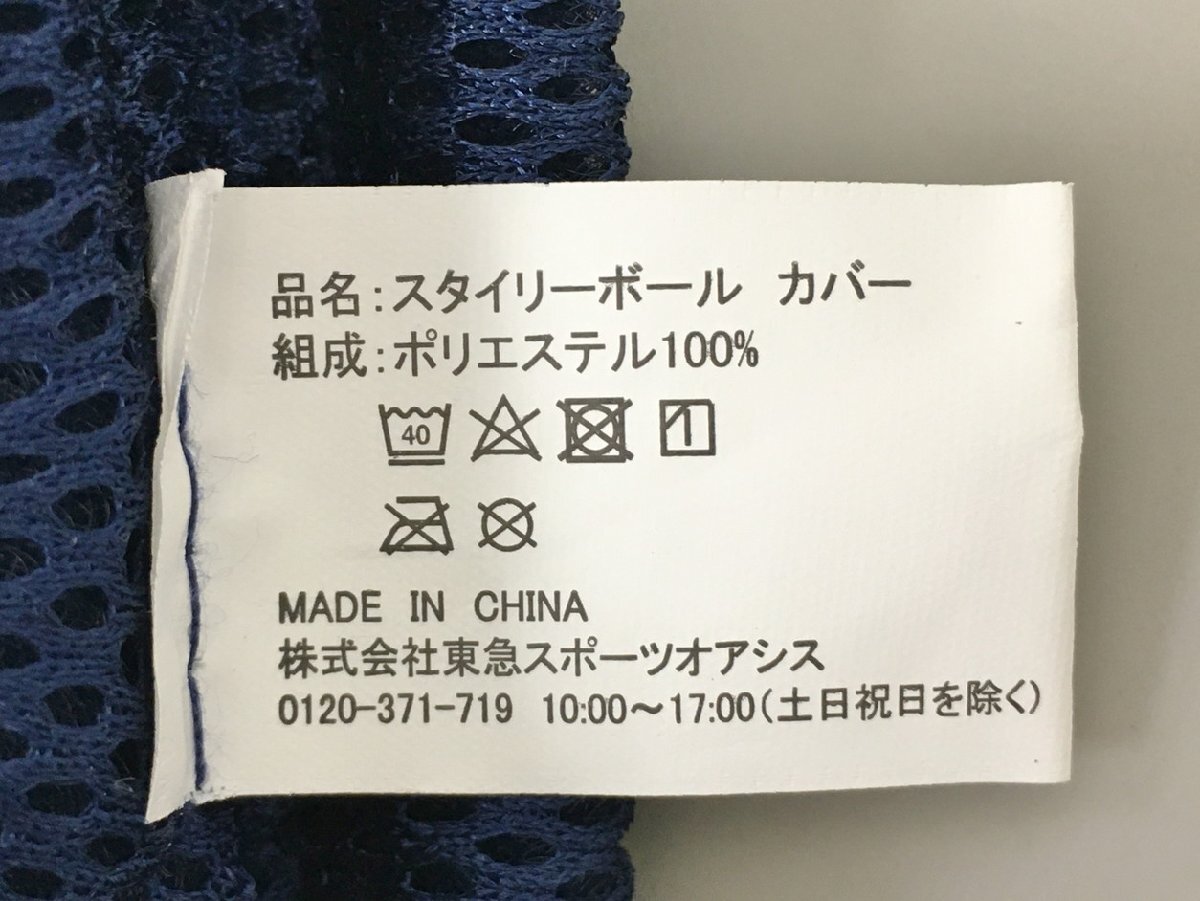 品名:スタイリーボール カバー
組成:ポリエステル100%
40
MADE IN CHINA
株式会社東急スポーツオアシス
0120-371-719 10:00～17:00(土日祝日を除く)